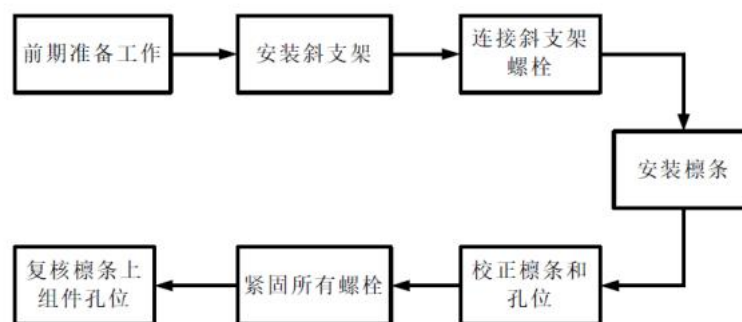 前期准备工作
安装斜支架
连接斜支架
螺栓
安装檩条
校正檩条和
孔位
紧固所有螺栓
复核檩条上
组件孔位